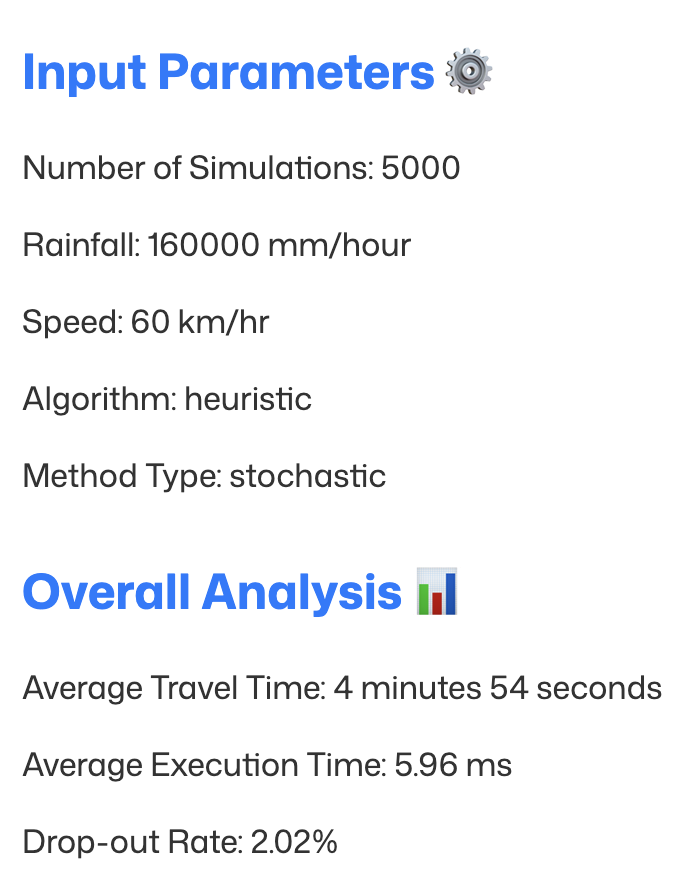 Input Parameters ⚙️
Number of Simulations: 5000
Rainfall: 160000 mm/hour
Speed: 60 km/hr
Algorithm: heuristic
Method Type: stochastic
Overall Analysis 📊
Average Travel Time: 4 minutes 54 seconds
Average Execution Time: 5.96 ms
Drop-out Rate: 2.02%